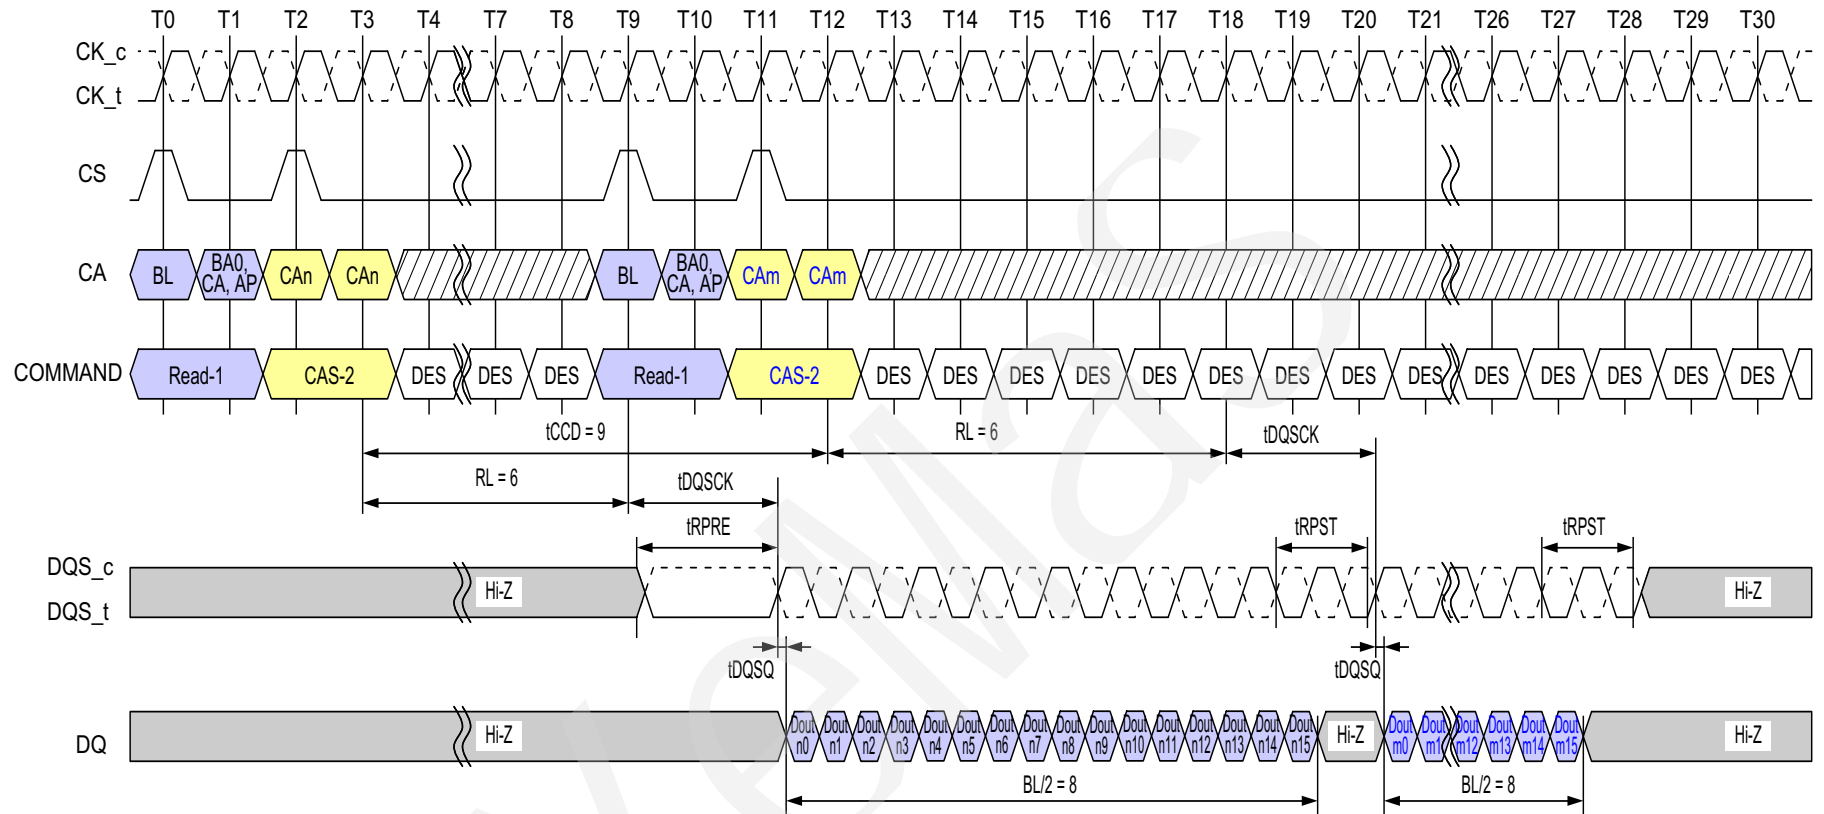 T0 T1 T2 T3 T4 T7 T8 T9 T10 T11 T12 T13 T14 T15 T16 T17 T18 T19 T20 T21 T26 T27 T28 T29 T30
CK_c
CK_t
CS
CA BL BA0, CA, AP CAn CAn BL BA0, CA, AP CAm CAm
COMMAND Read-1 CAS-2 DES DES DES Read-1 CAS-2 DES DES DES DES DES DES DES DES DES DES DES DES DES DES
tCCD = 9 RL = 6 tDQSCK
RL = 6 tDQSCK
tRPRE tRPST tRPST
DQS_c
Hi-Z Hi-Z
DQS_t
tDQSQ tDQSQ
DQ Hi-Z Dout n0 Dout n1 Dout n2 Dout n3 Dout n4 Dout n5 Dout n6 Dout n7 Dout n8 Dout n9 Dout n10 Dout n11 Dout n12 Dout n13 Dout n14 Dout n15 Hi-Z Dout m0 Dout m1 Dout m12 Dout m13 Dout m14 Dout m15 Hi-Z
BL/2 = 8 BL/2 = 8